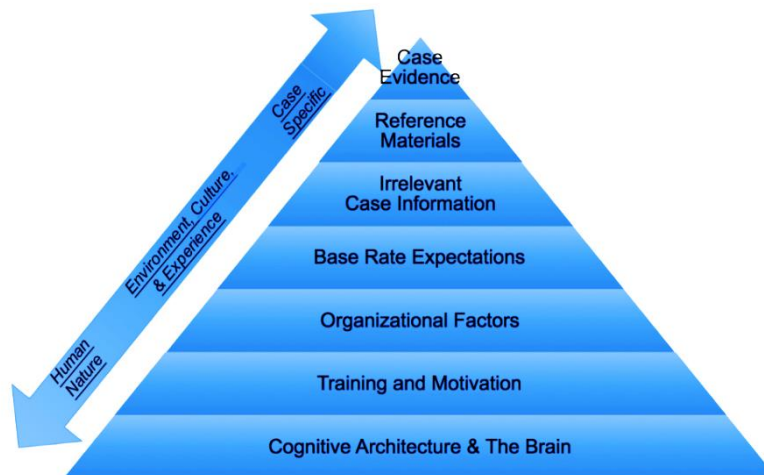 Case
Evidence
Reference
Materials
Irrelevant
Case Information
Base Rate Expectations
Organizational Factors
Training and Motivation
Cognitive Architecture & The Brain
Case
Specific
Environment, Culture,
& Experience
Human
Nature